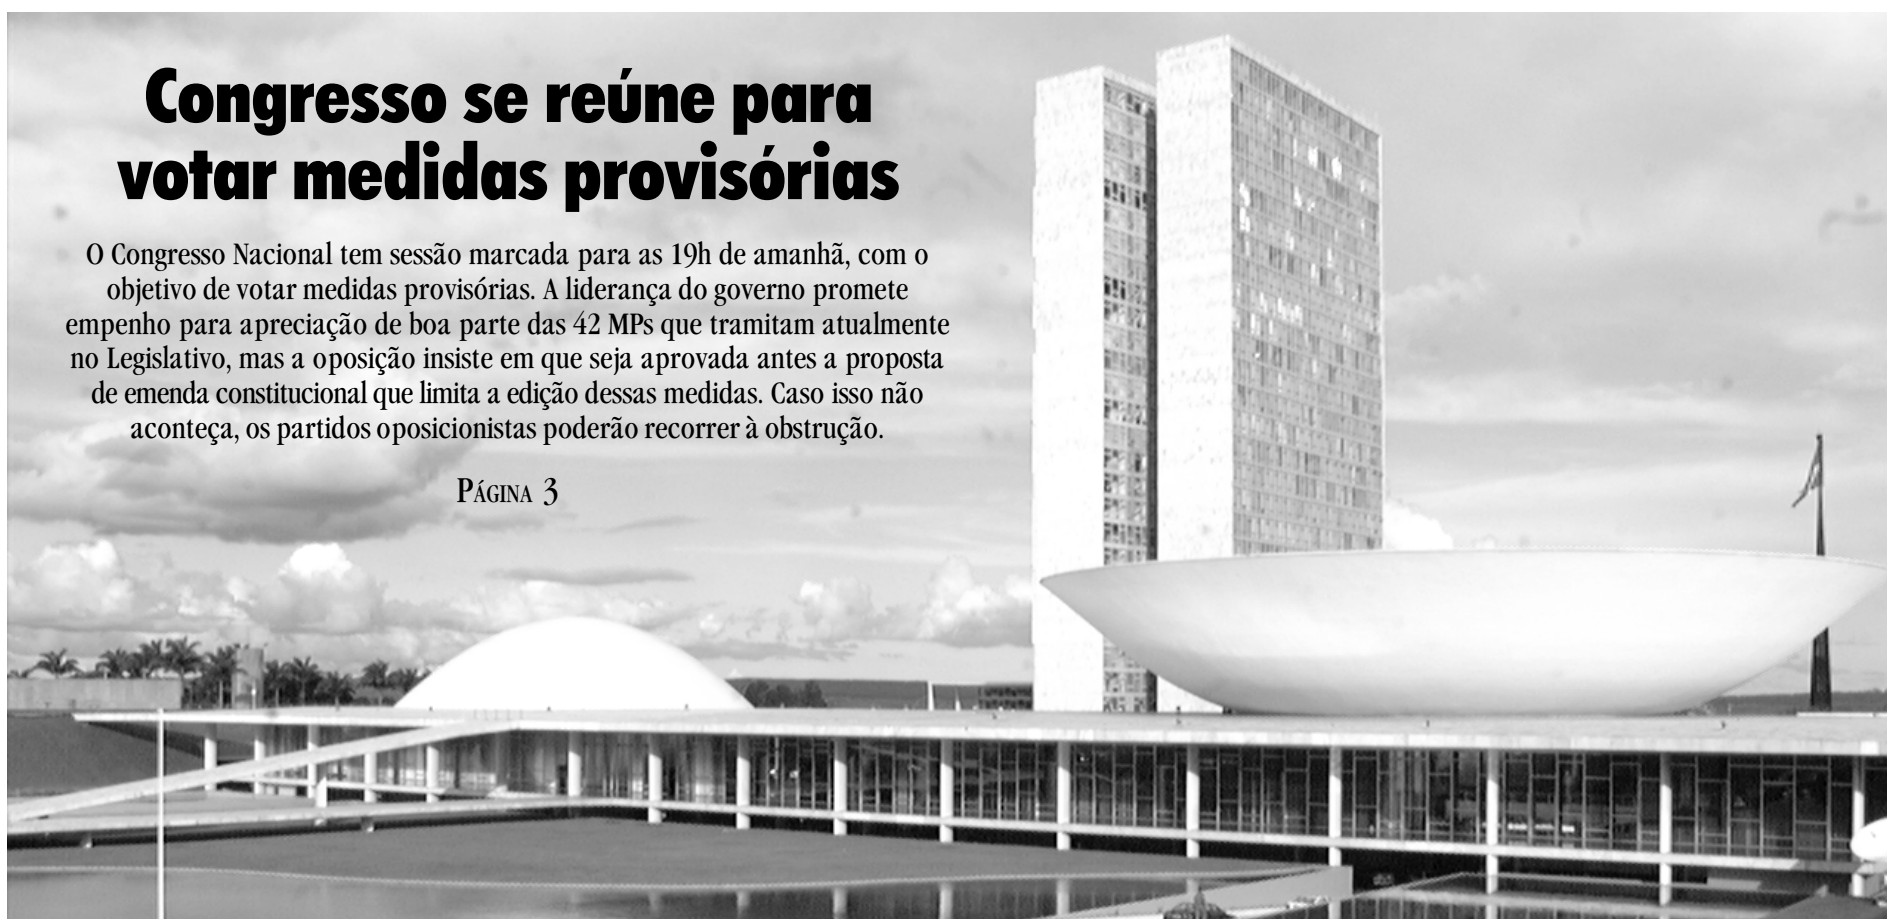 Congresso se reúne para
votar medidas provisórias
O Congresso Nacional tem sessão marcada para as 19h de amanhã, com o
objetivo de votar medidas provisórias. A liderança do governo promete
empenho para apreciação de boa parte das 42 MPs que tramitam atualmente
no Legislativo, mas a oposição insiste em que seja aprovada antes a proposta
de emenda constitucional que limita a edição dessas medidas. Caso isso não
aconteça, os partidos oposicionistas poderão recorrer à obstrução.
PÁGINA 3